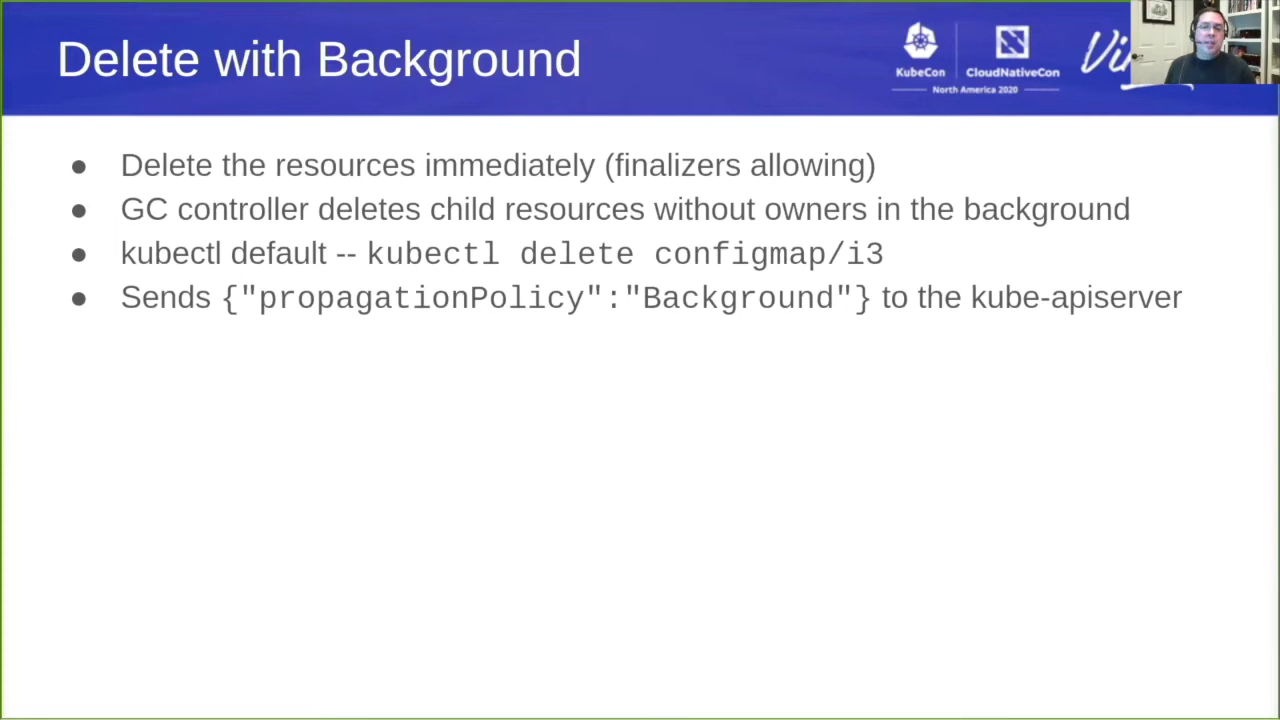 Delete with Background
KubeCon
CloudNativeCon
North America 2020
● Delete the resources immediately (finalizers allowing)
● GC controller deletes child resources without owners in the background
● kubectl default -- kubectl delete configmap/i3
● Sends {"propagationPolicy":"Background"} to the kube-apiserver